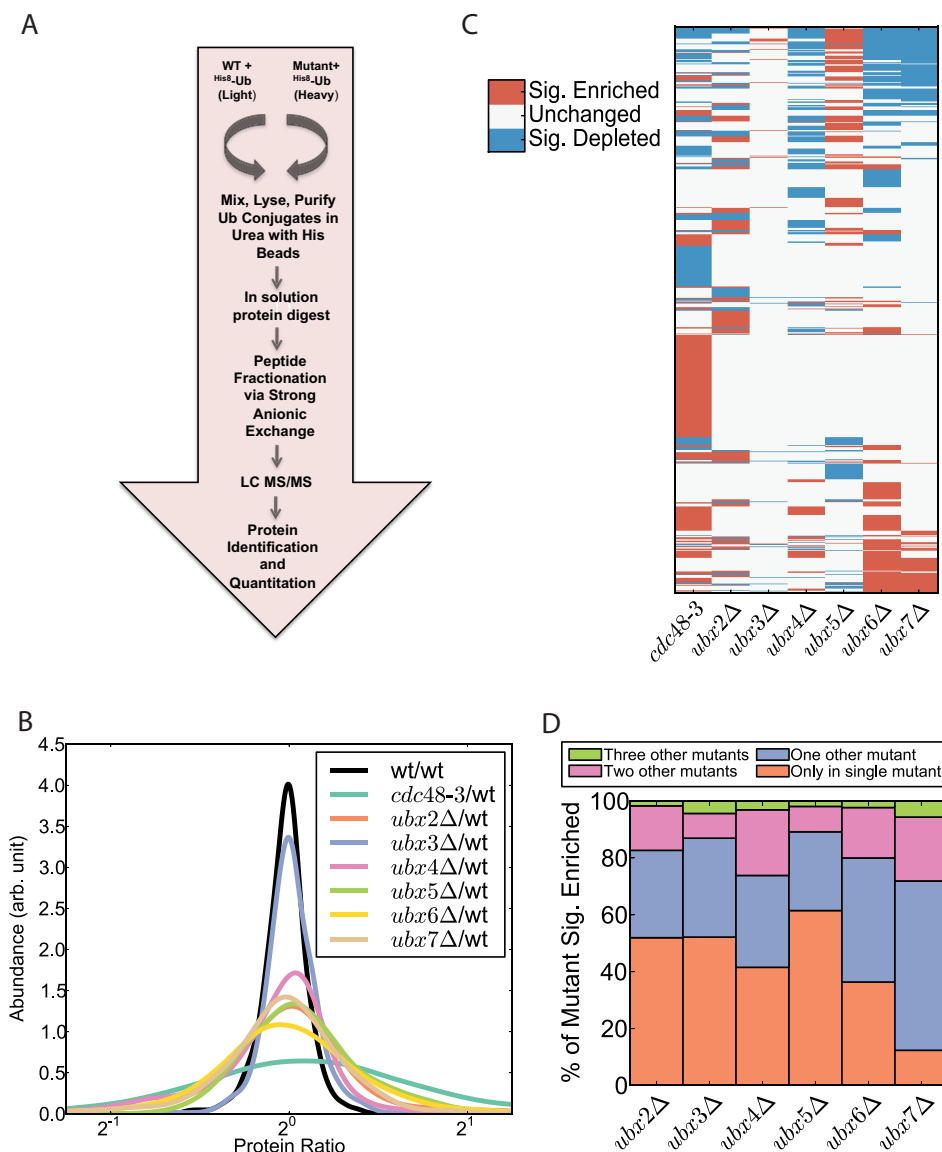 A
WT +
His8-Ub
(Light)
Mutant+
His8-Ub
(Heavy)
Mix, Lyse, Purify
Ub Conjugates in
Urea with His
Beads
In solution
protein digest
Peptide
Fractionation
via Strong
Anionic
Exchange
LC MS/MS
Protein
Identification
and
Quantitation
C
Sig. Enriched
Unchanged
Sig. Depleted
cdc48-3
ubx2Δ
ubx3Δ
ubx4Δ
ubx5Δ
ubx6Δ
ubx7Δ
B
Abundance (arb. unit)
4.5
4.0
3.5
3.0
2.5
2.0
1.5
1.0
0.5
0.0
2-1
20
21
Protein Ratio
wt/wt
cdc48-3/wt
ubx2Δ/wt
ubx3Δ/wt
ubx4Δ/wt
ubx5Δ/wt
ubx6Δ/wt
ubx7Δ/wt
D
Three other mutants
One other mutant
Two other mutants
Only in single mutant
% of Mutant Sig. Enriched
100
80
60
40
20
0
ubx2Δ
ubx3Δ
ubx4Δ
ubx5Δ
ubx6Δ
ubx7Δ